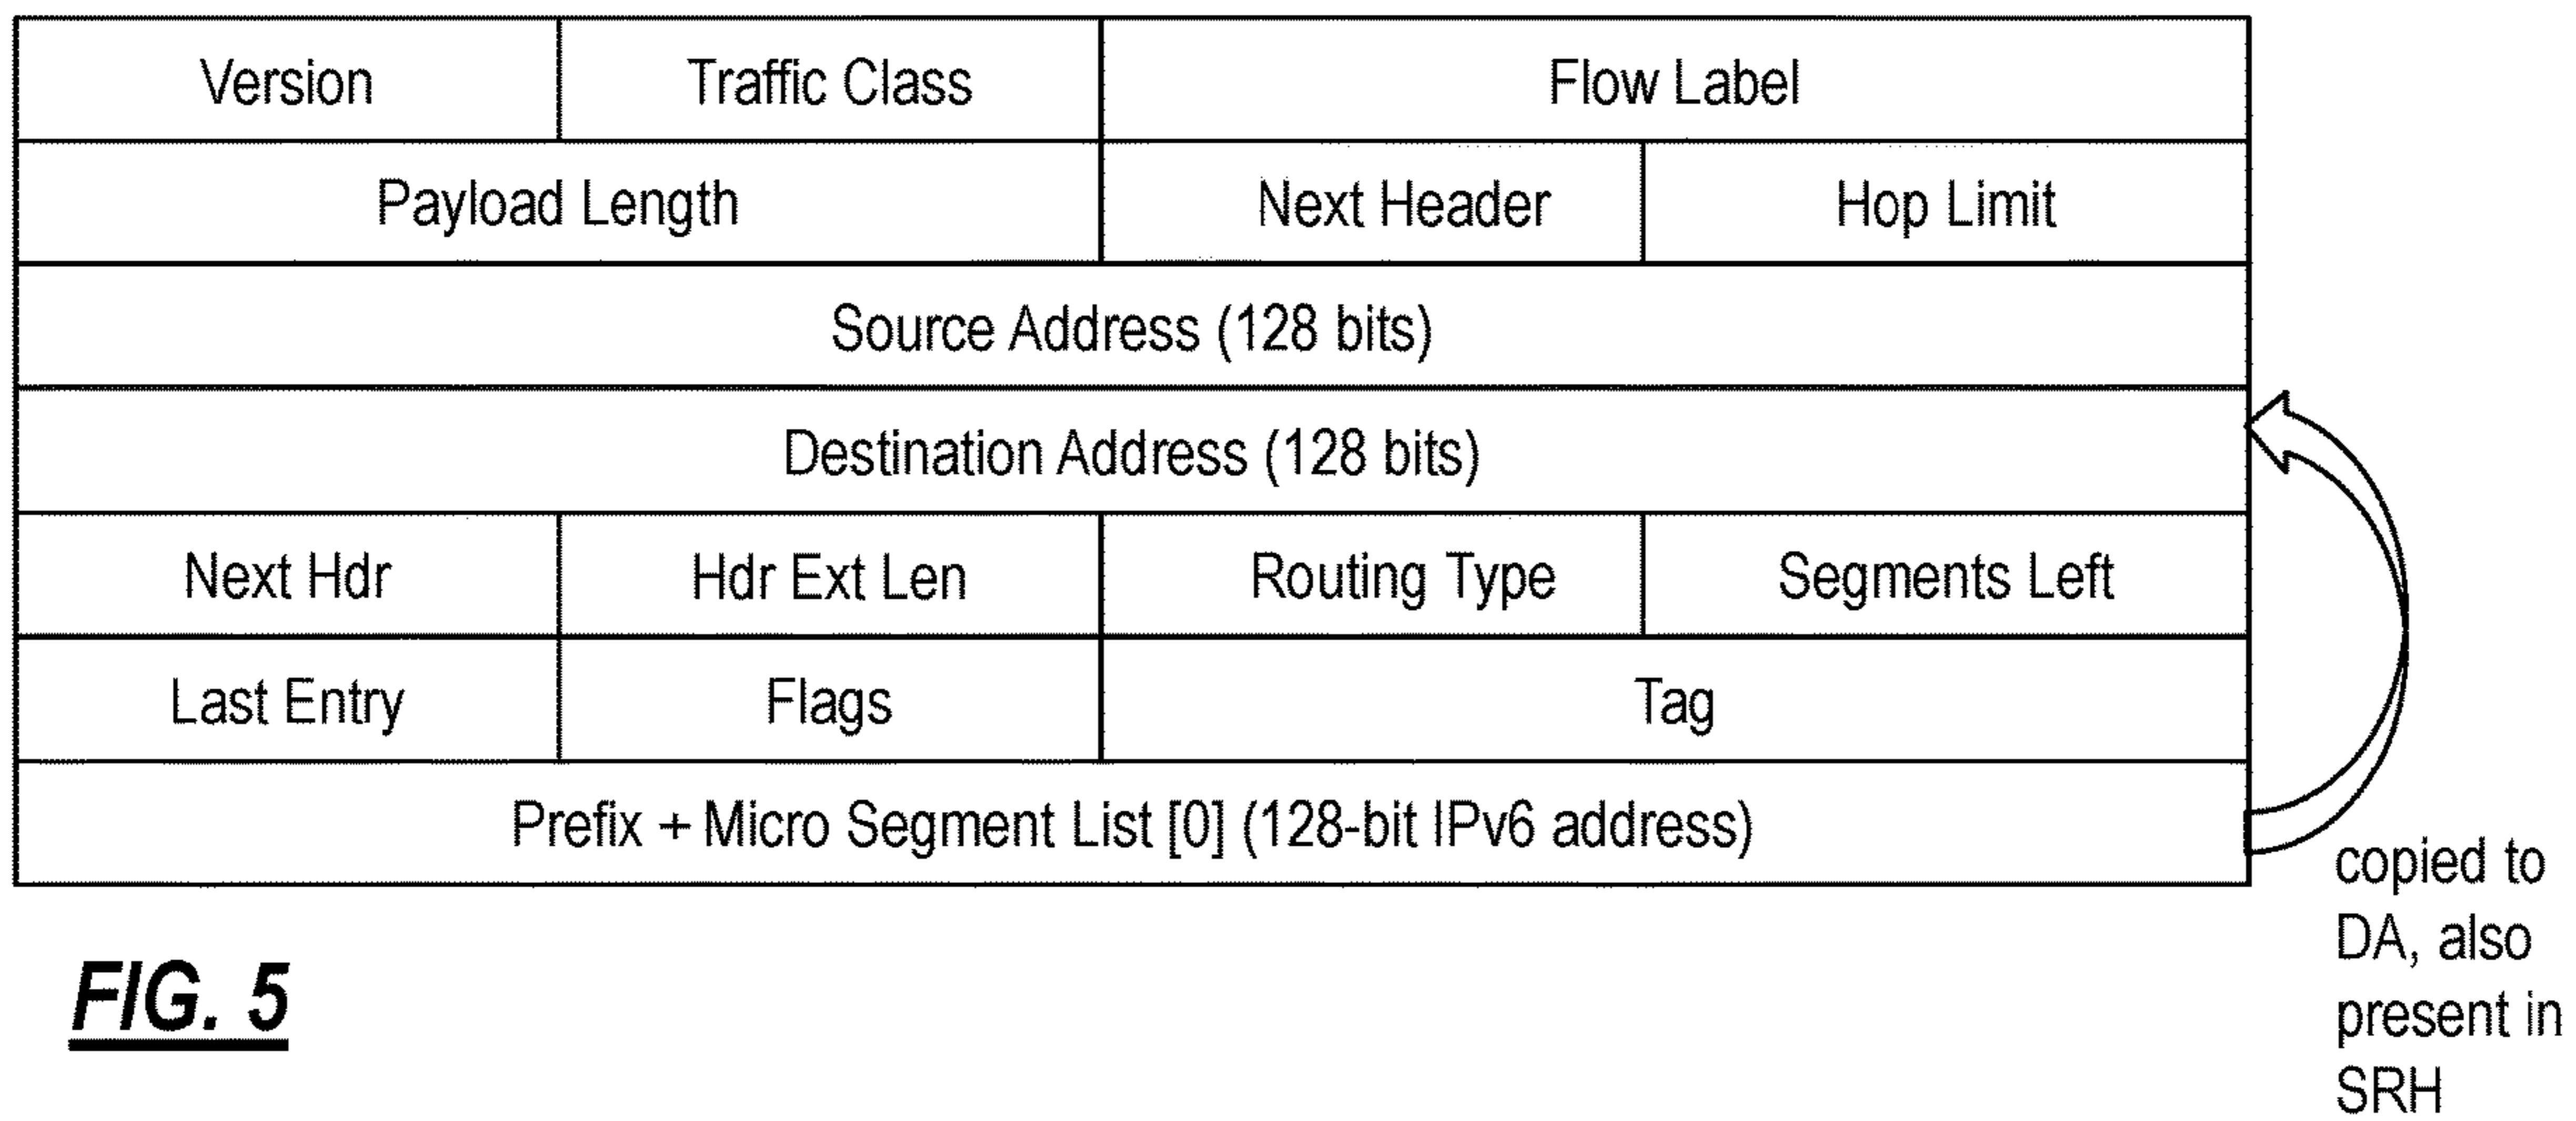 Version Traffic Class Flow Label
Payload Length Next Header Hop Limit
Source Address (128 bits)
Destination Address (128 bits)
Next Hdr Hdr Ext Len Routing Type Segments Left
Last Entry Flags Tag
Prefix + Micro Segment List [0] (128-bit IPv6 address)
copied to
DA, also
present in
SRH
FIG. 5